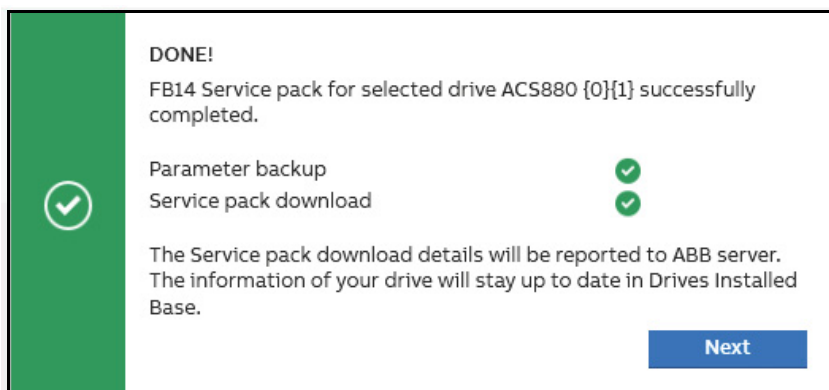 DONE!
FB14 Service pack for selected drive ACS880 {0}{1} successfully
completed.
Parameter backup
Service pack download
The Service pack download details will be reported to ABB server.
The information of your drive will stay up to date in Drives Installed
Base.
Next